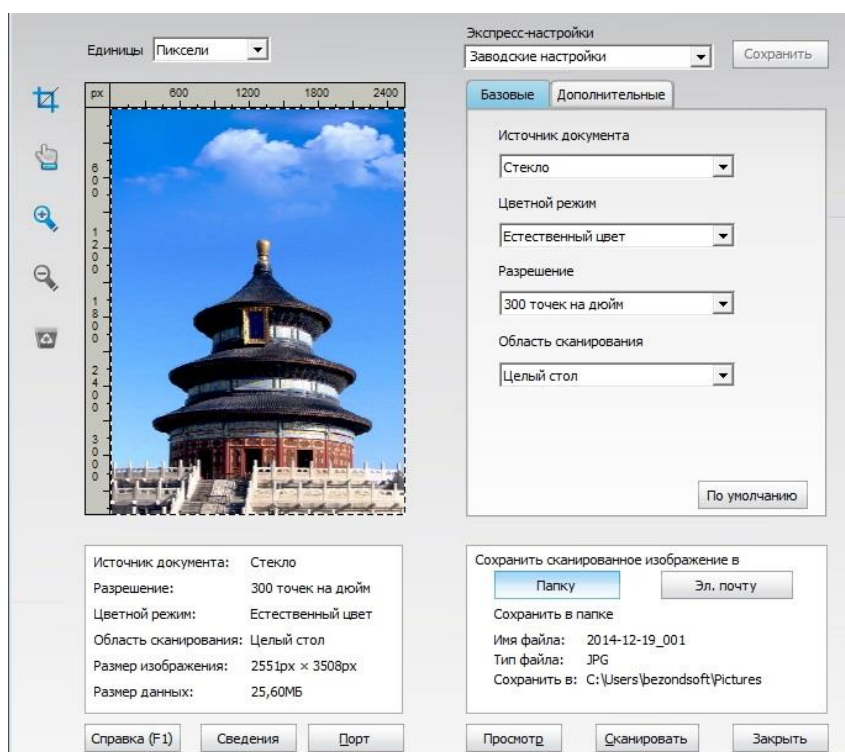 Единицы
Пиксели
Экспресс-настройки
Заводские настройки
Сохранить
px 600 1200 1800 2400
600
1200
1800
2400
3000
Базовые
Дополнительные
Источник документа
Стекло
Цветной режим
Естественный цвет
Разрешение
300 точек на дюйм
Область сканирования
Целый стол
По умолчанию
Источник документа: Стекло
Разрешение: 300 точек на дюйм
Цветной режим: Естественный цвет
Область сканирования: Целый стол
Размер изображения: 2551px × 3508px
Размер данных: 25,60МБ
Сохранить сканированное изображение в
Папку
Эл. почту
Сохранить в папке
Имя файла: 2014-12-19_001
Тип файла: JPG
Сохранить в: C:\Users\bezondsoft\Pictures
Справка (F1)
Сведения
Порт
Просмотр
Сканировать
Закрыть